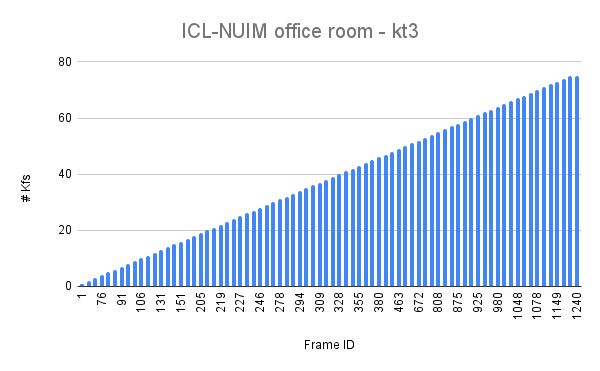 ICL-NUIM office room - kt3
80
60
40
20
0
# Kfs
1 76 91 106 131 151 205 219 227 246 278 294 309 328 355 380 463 672 808 875 925 980 1048 1078 1149 1240
Frame ID